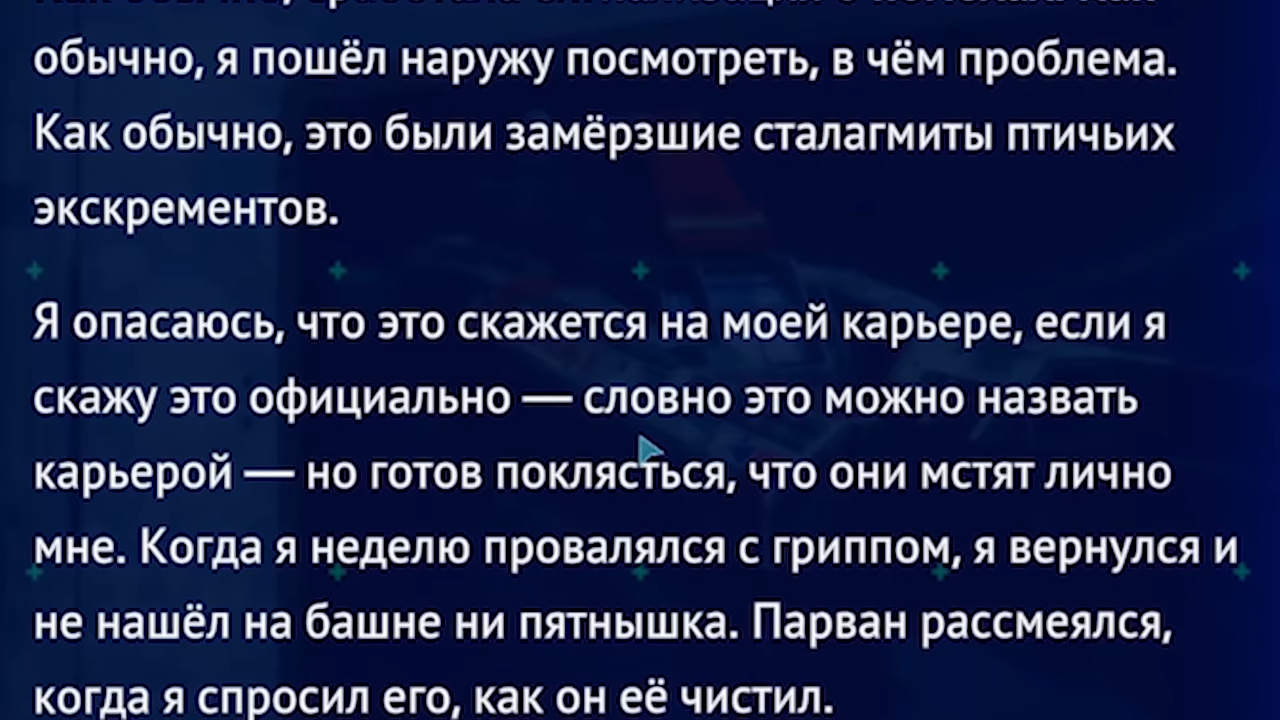 обычно, я пошёл наружу посмотреть, в чём проблема.
Как обычно, это были замёрзшие сталагмиты птичьих
экскрементов.
Я опасаюсь, что это скажется на моей карьере, если я
скажу это официально — словно это можно назвать
карьерой — но готов поклясться, что они мстят лично
мне. Когда я неделю провалялся с гриппом, я вернулся и
не нашёл на башне ни пятнышка. Парван рассмеялся,
когда я спросил его, как он её чистил.